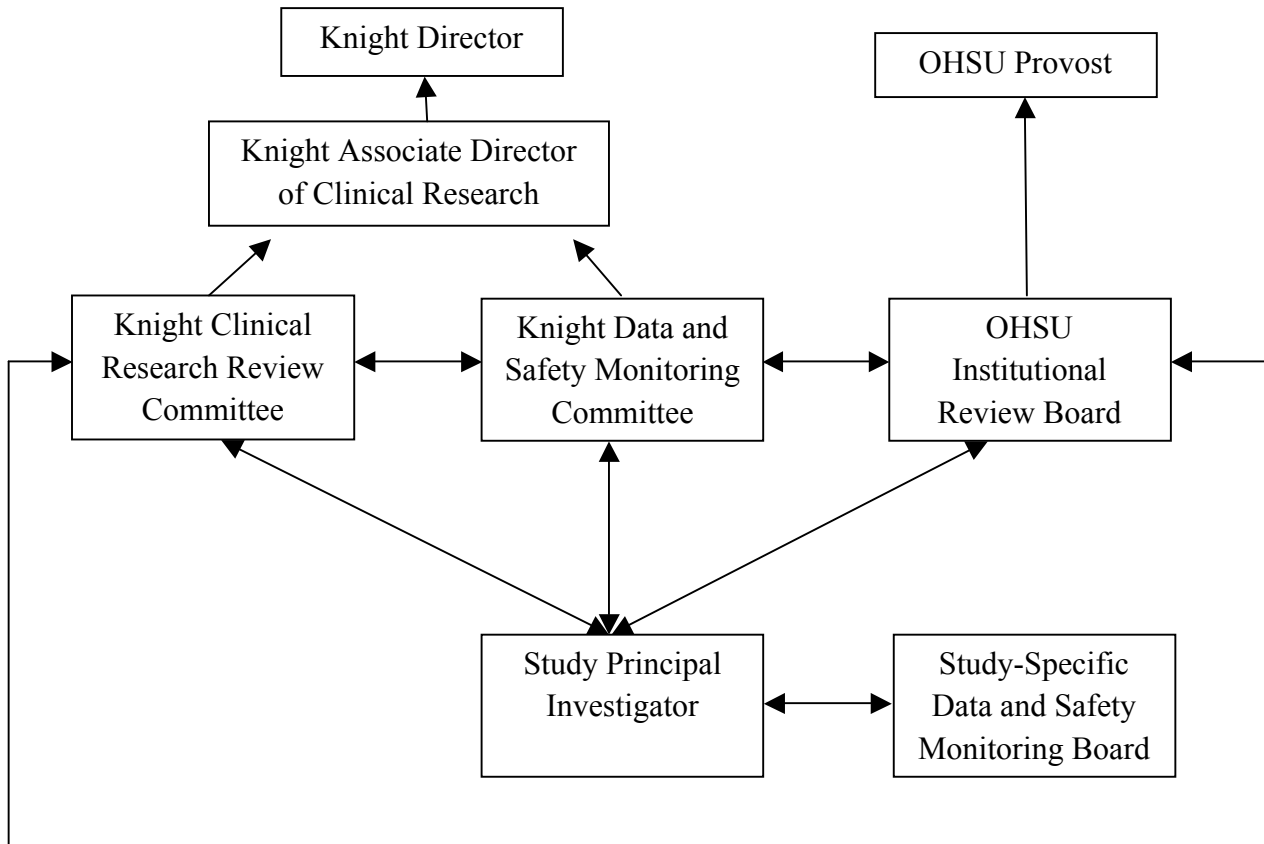 Knight Director
OHSU Provost
Knight Associate Director
of Clinical Research
Knight Clinical
Research Review
Committee
Knight Data and
Safety Monitoring
Committee
OHSU
Institutional
Review Board
Study Principal
Investigator
Study-Specific
Data and Safety
Monitoring Board